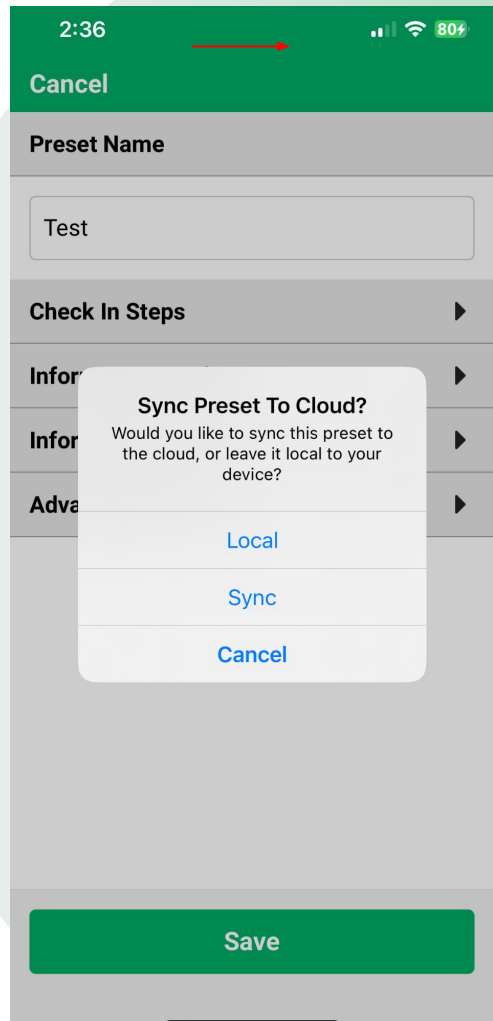 2:36
80
Cancel
Preset Name
Test
Check In Steps
Infor
Infor
Adva
Sync Preset To Cloud?
Would you like to sync this preset to
the cloud, or leave it local to your
device?
Local
Sync
Cancel
Save